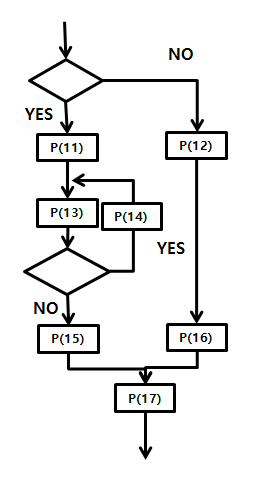 NO
YES
P(11)
P(12)
P(13)
P(14)
YES
NO
P(15)
P(16)
P(17)